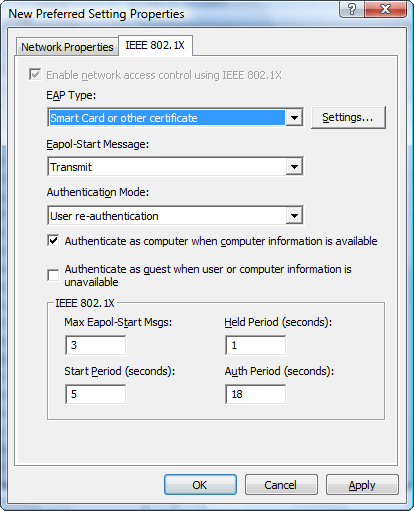 New Preferred Setting Properties
Network Properties IEEE 802.1X
Enable network access control using IEEE 802.1X
EAP Type:
Smart Card or other certificate Settings...
Eapol-Start Message:
Transmit
Authentication Mode:
User re-authentication
Authenticate as computer when computer information is available
Authenticate as guest when user or computer information is
unavailable
IEEE 802.1X
Max Eapol-Start Msgs: Held Period (seconds):
3 1
Start Period (seconds): Auth Period (seconds):
5 18
OK Cancel Apply